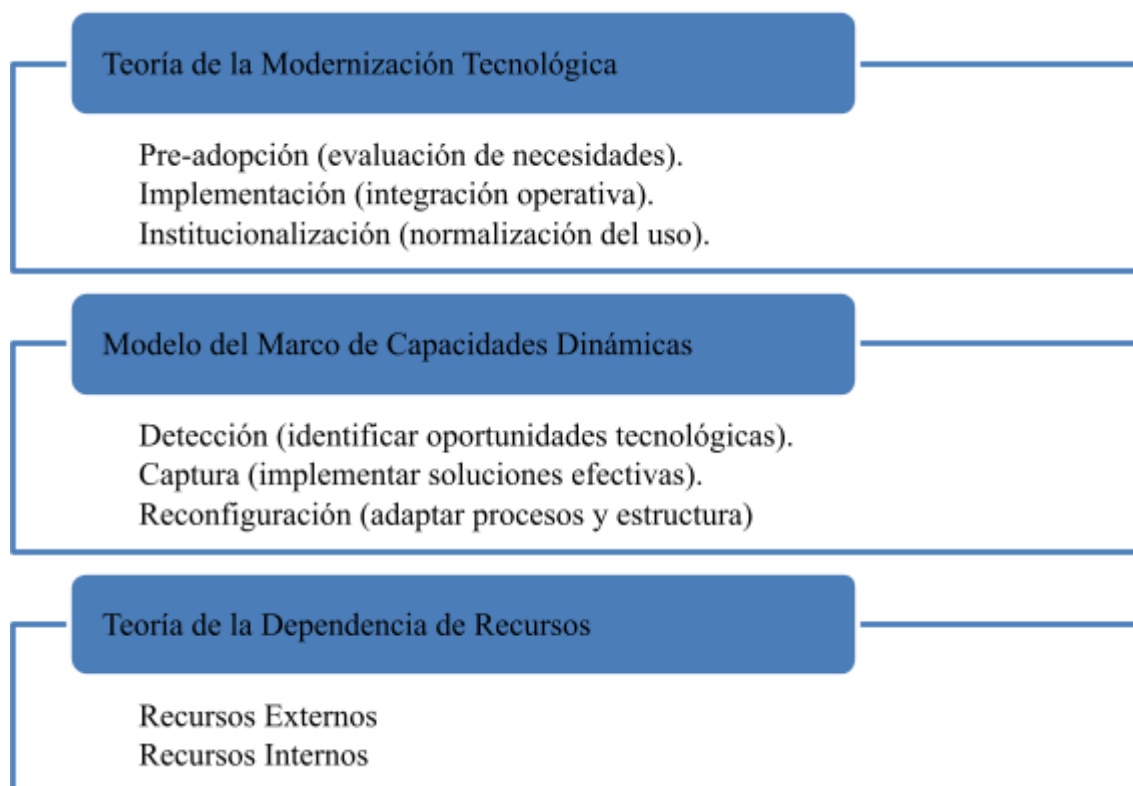 Teoría de la Modernización Tecnológica
Pre-adopción (evaluación de necesidades).
Implementación (integración operativa).
Institucionalización (normalización del uso).
Modelo del Marco de Capacidades Dinámicas
Detección (identificar oportunidades tecnológicas).
Captura (implementar soluciones efectivas).
Reconfiguración (adaptar procesos y estructura)
Teoría de la Dependencia de Recursos
Recursos Externos
Recursos Internos